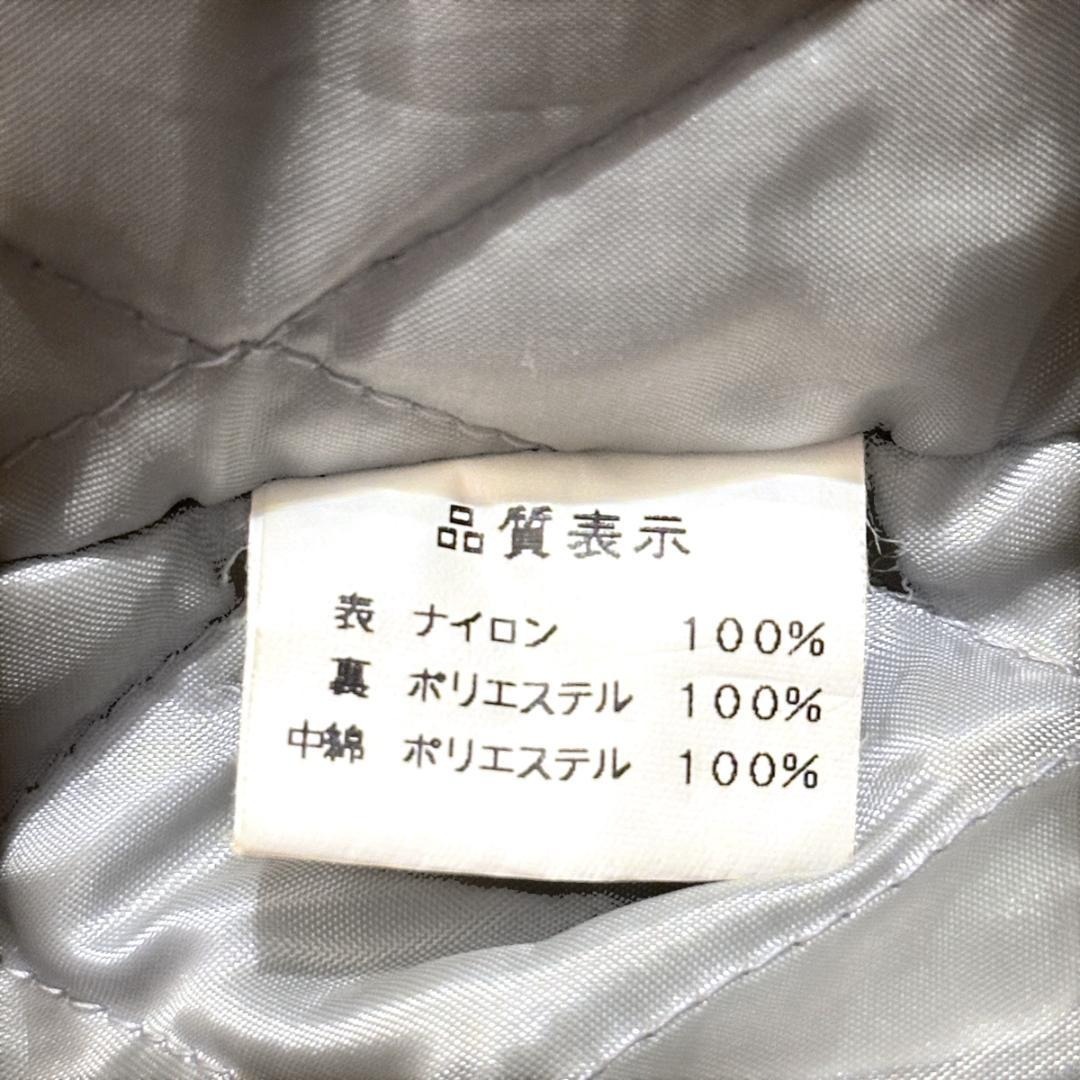 品質表示
表 ナイロン 100%
裏 ポリエステル 100%
中綿 ポリエステル 100%